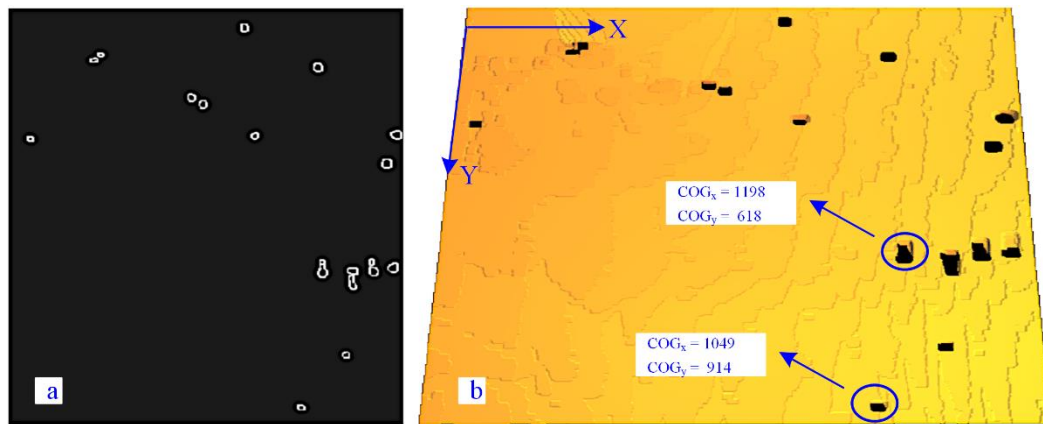 X
Y
COGx = 1198
COGy = 618
COGx = 1049
COGy = 914
a
b